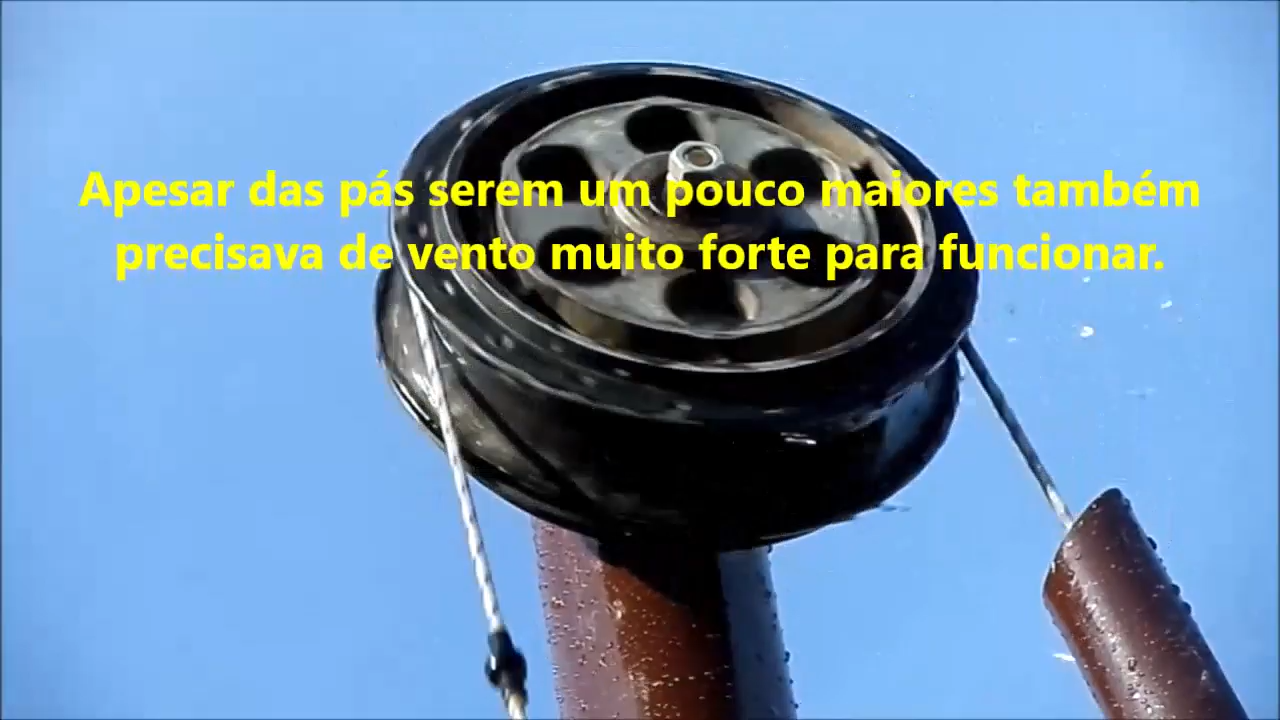 Apesar das pás serem um pouco maiores também
precisava de vento muito forte para funcionar.